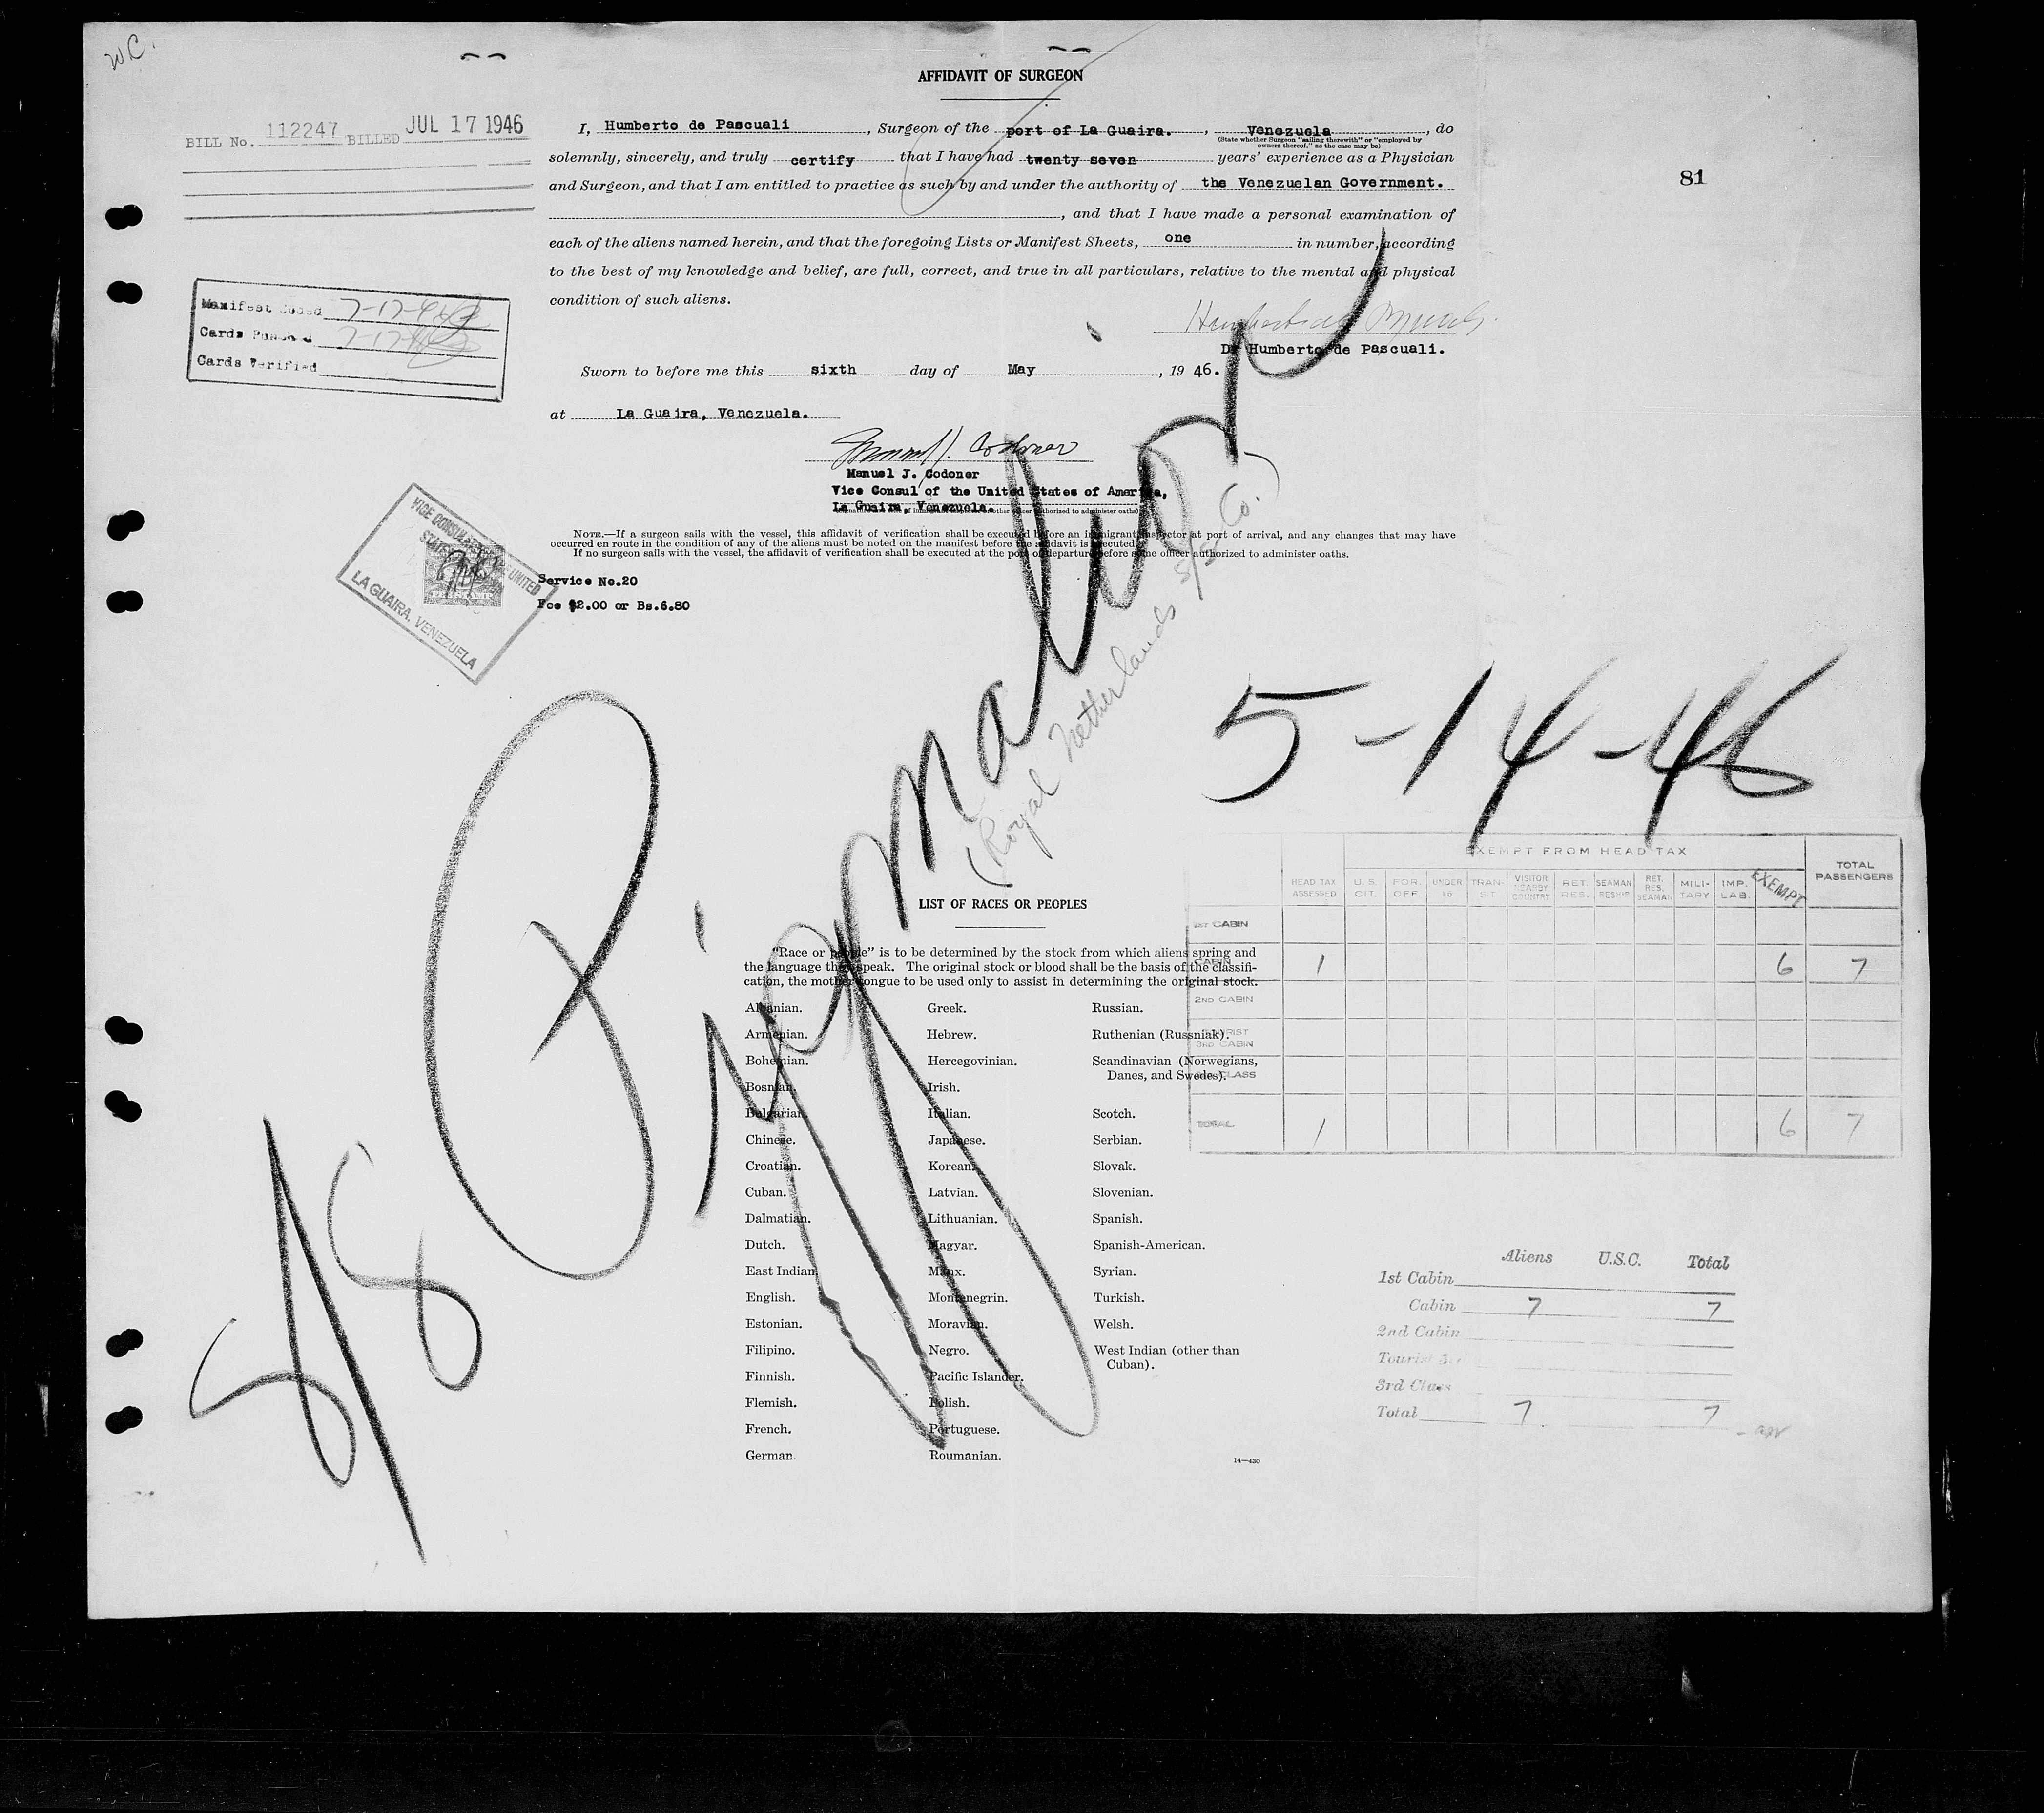 WC.
AFFIDAVIT OF SURGEON
BILL No. 112247 BILLED JUL 17 1946
I, Humberto de Pascuali, Surgeon of the port of La Guaira., Venezuela, do
(State whether Surgeon "sailing therewith" or "employed by owners thereof," as the case may be)
solemnly, sincerely, and truly certify that I have had twenty seven years' experience as a Physician
and Surgeon, and that I am entitled to practice as such by and under the authority of the Venezuelan Government.
, and that I have made a personal examination of
each of the aliens named herein, and that the foregoing Lists or Manifest Sheets, one in number, according
to the best of my knowledge and belief, are full, correct, and true in all particulars, relative to the mental and physical
condition of such aliens.
81
Manifest Coded 7-17-46
Cards Punched 7-17-46
Cards Verified
Dr Humberto de Pascuali.
Sworn to before me this sixth day of May, 19 46.
at La Guaira, Venezuela.
Manuel J. Codoner
Manuel J. Codoner
Vice Consul of the United States of America,
La Guaira, Venezuela.
NOTE.—If a surgeon sails with the vessel, this affidavit of verification shall be executed before an immigrant inspector at port of arrival, and any changes that may have
occurred en route in the condition of any of the aliens must be noted on the manifest before the affidavit is executed.
If no surgeon sails with the vessel, the affidavit of verification shall be executed at the port of departure before some officer authorized to administer oaths.
VICE CONSULATE OF THE UNITED
STATES
FEE STAMP
LA GUAIRA, VENEZUELA
Service No.20
Fee $2.00 or Bs.6.80
S/S Pigmalion
(Royal Netherlands S/S Co.)
5-14-46
EXEMPT FROM HEAD TAX
HEAD TAX ASSESSED U.S. CIT. FOR. OFF. UNDER 16 TRANSIT VISITOR NEARBY COUNTRY RET. RES. SEAMAN RESHIP RET. RES. SEAMAN MILITARY IMP. LAB. EXEMPT TOTAL PASSENGERS
1ST CABIN
CABIN 1 6 7
2ND CABIN
TOURIST
3RD CABIN
CLASS
TOTAL 1 6 7
LIST OF RACES OR PEOPLES
"Race or people" is to be determined by the stock from which aliens spring and
the language they speak. The original stock or blood shall be the basis of the classifi-
cation, the mother tongue to be used only to assist in determining the original stock.
Albanian.
Armenian.
Bohemian.
Bosnian.
Bulgarian.
Chinese.
Croatian.
Cuban.
Dalmatian.
Dutch.
East Indian.
English.
Estonian.
Filipino.
Finnish.
Flemish.
French.
German.
Greek.
Hebrew.
Hercegovinian.
Irish.
Italian.
Japanese.
Korean.
Latvian.
Lithuanian.
Magyar.
Manx.
Montenegrin.
Moravian.
Negro.
Pacific Islander.
Polish.
Portuguese.
Roumanian.
Russian.
Ruthenian (Russniak).
Scandinavian (Norwegians,
Danes, and Swedes).
Scotch.
Serbian.
Slovak.
Slovenian.
Spanish.
Spanish-American.
Syrian.
Turkish.
Welsh.
West Indian (other than
Cuban).
14—430
Aliens U.S.C. Total
1st Cabin
Cabin 7 7
2nd Cabin
Tourist 3rd
3rd Class
Total 7 7